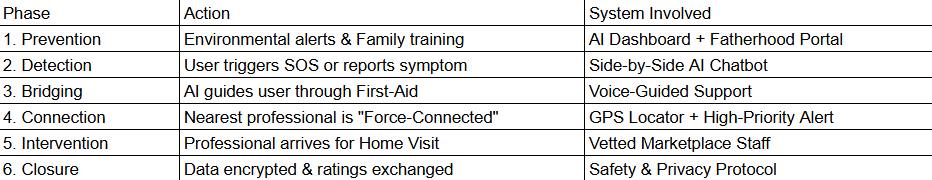 Phase Action System Involved
1. Prevention Environmental alerts & Family training AI Dashboard + Fatherhood Portal
2. Detection User triggers SOS or reports symptom Side-by-Side AI Chatbot
3. Bridging AI guides user through First-Aid Voice-Guided Support
4. Connection Nearest professional is "Force-Connected" GPS Locator + High-Priority Alert
5. Intervention Professional arrives for Home Visit Vetted Marketplace Staff
6. Closure Data encrypted & ratings exchanged Safety & Privacy Protocol